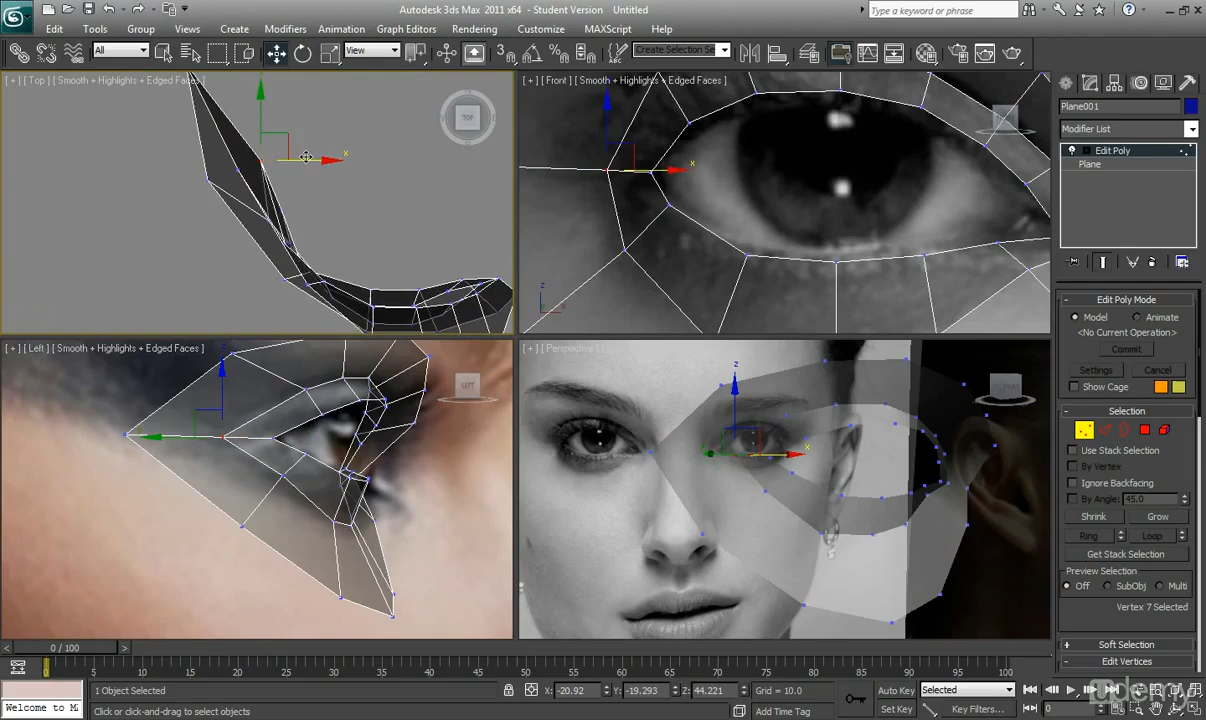 Autodesk 3ds Max 2011 x64 - Student Version Untitled
Type a keyword or phrase
Edit Tools Group Views Create Modifiers Animation Graph Editors Rendering Customize MAXScript Help
All View 3 Create Selection Se
[ + ] [ Top ] [ Smooth + Highlights + Edged Faces ]
[ + ] [ Front ] [ Smooth + Highlights + Edged Faces ]
TOP
x
x
z
x
[ + ] [ Left ] [ Smooth + Highlights + Edged Faces ]
[ + ] [ Perspective ]
LEFT
z
z
x
Plane001
Modifier List
Edit Poly
Plane
- Edit Poly Mode
Model Animate
<No Current Operation>
Commit
Settings Cancel
Show Cage
- Selection
Use Stack Selection
By Vertex
Ignore Backfacing
By Angle: 45.0
Shrink Grow
Ring Loop
Get Stack Selection
Preview Selection
Off SubObj Multi
Vertex 7 Selected
+ Soft Selection
- Edit Vertices
< 0 / 100 >
0 5 10 15 20 25 30 35 40 45 50 55 60 65 70 75 80 85 90 95 100
Welcome to M
1 Object Selected
X: -20.92 Y: -19.293 Z: 44.221 Grid = 10.0
Click or click-and-drag to select objects
Add Time Tag
Auto Key Selected
Set Key Key Filters... 0
udemy